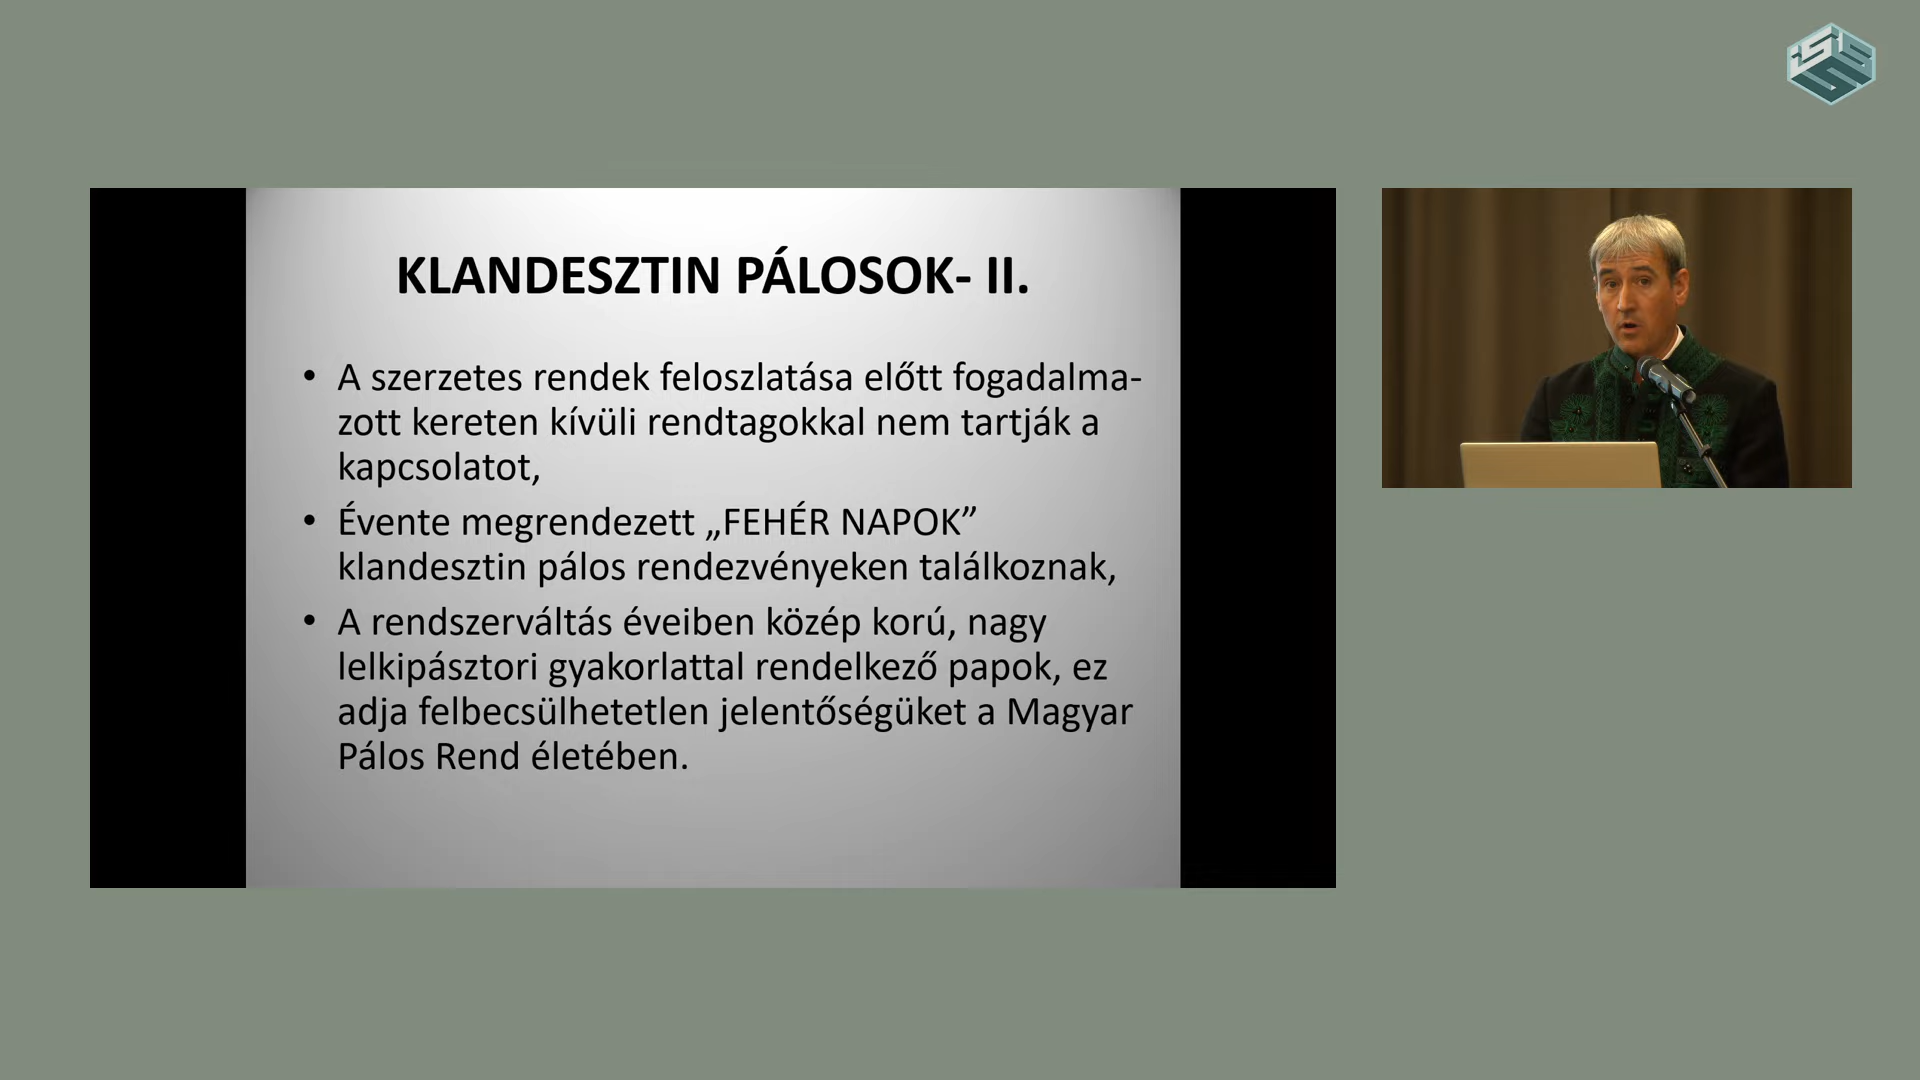 KLANDESZTIN PÁLOSOK- II.
• A szerzetes rendek feloszlatása előtt fogadalma-
zott kereten kívüli rendtagokkal nem tartják a
kapcsolatot,
• Évente megrendezett „FEHÉR NAPOK”
klandesztin pálos rendezvényeken találkoznak,
• A rendszerváltás éveiben közép korú, nagy
lelkipásztori gyakorlattal rendelkező papok, ez
adja felbecsülhetetlen jelentőségüket a Magyar
Pálos Rend életében.